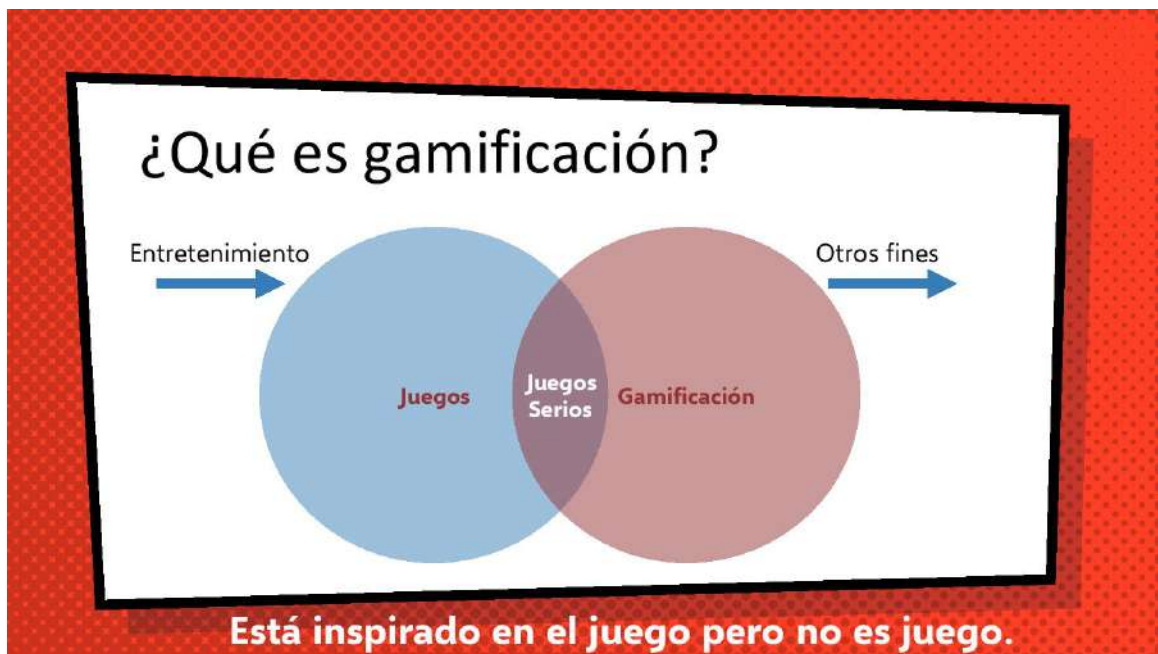 ¿Qué es gamificación?
Entretenimiento
Otros fines
Juegos
Juegos
Serios
Gamificación
Está inspirado en el juego pero no es juego.